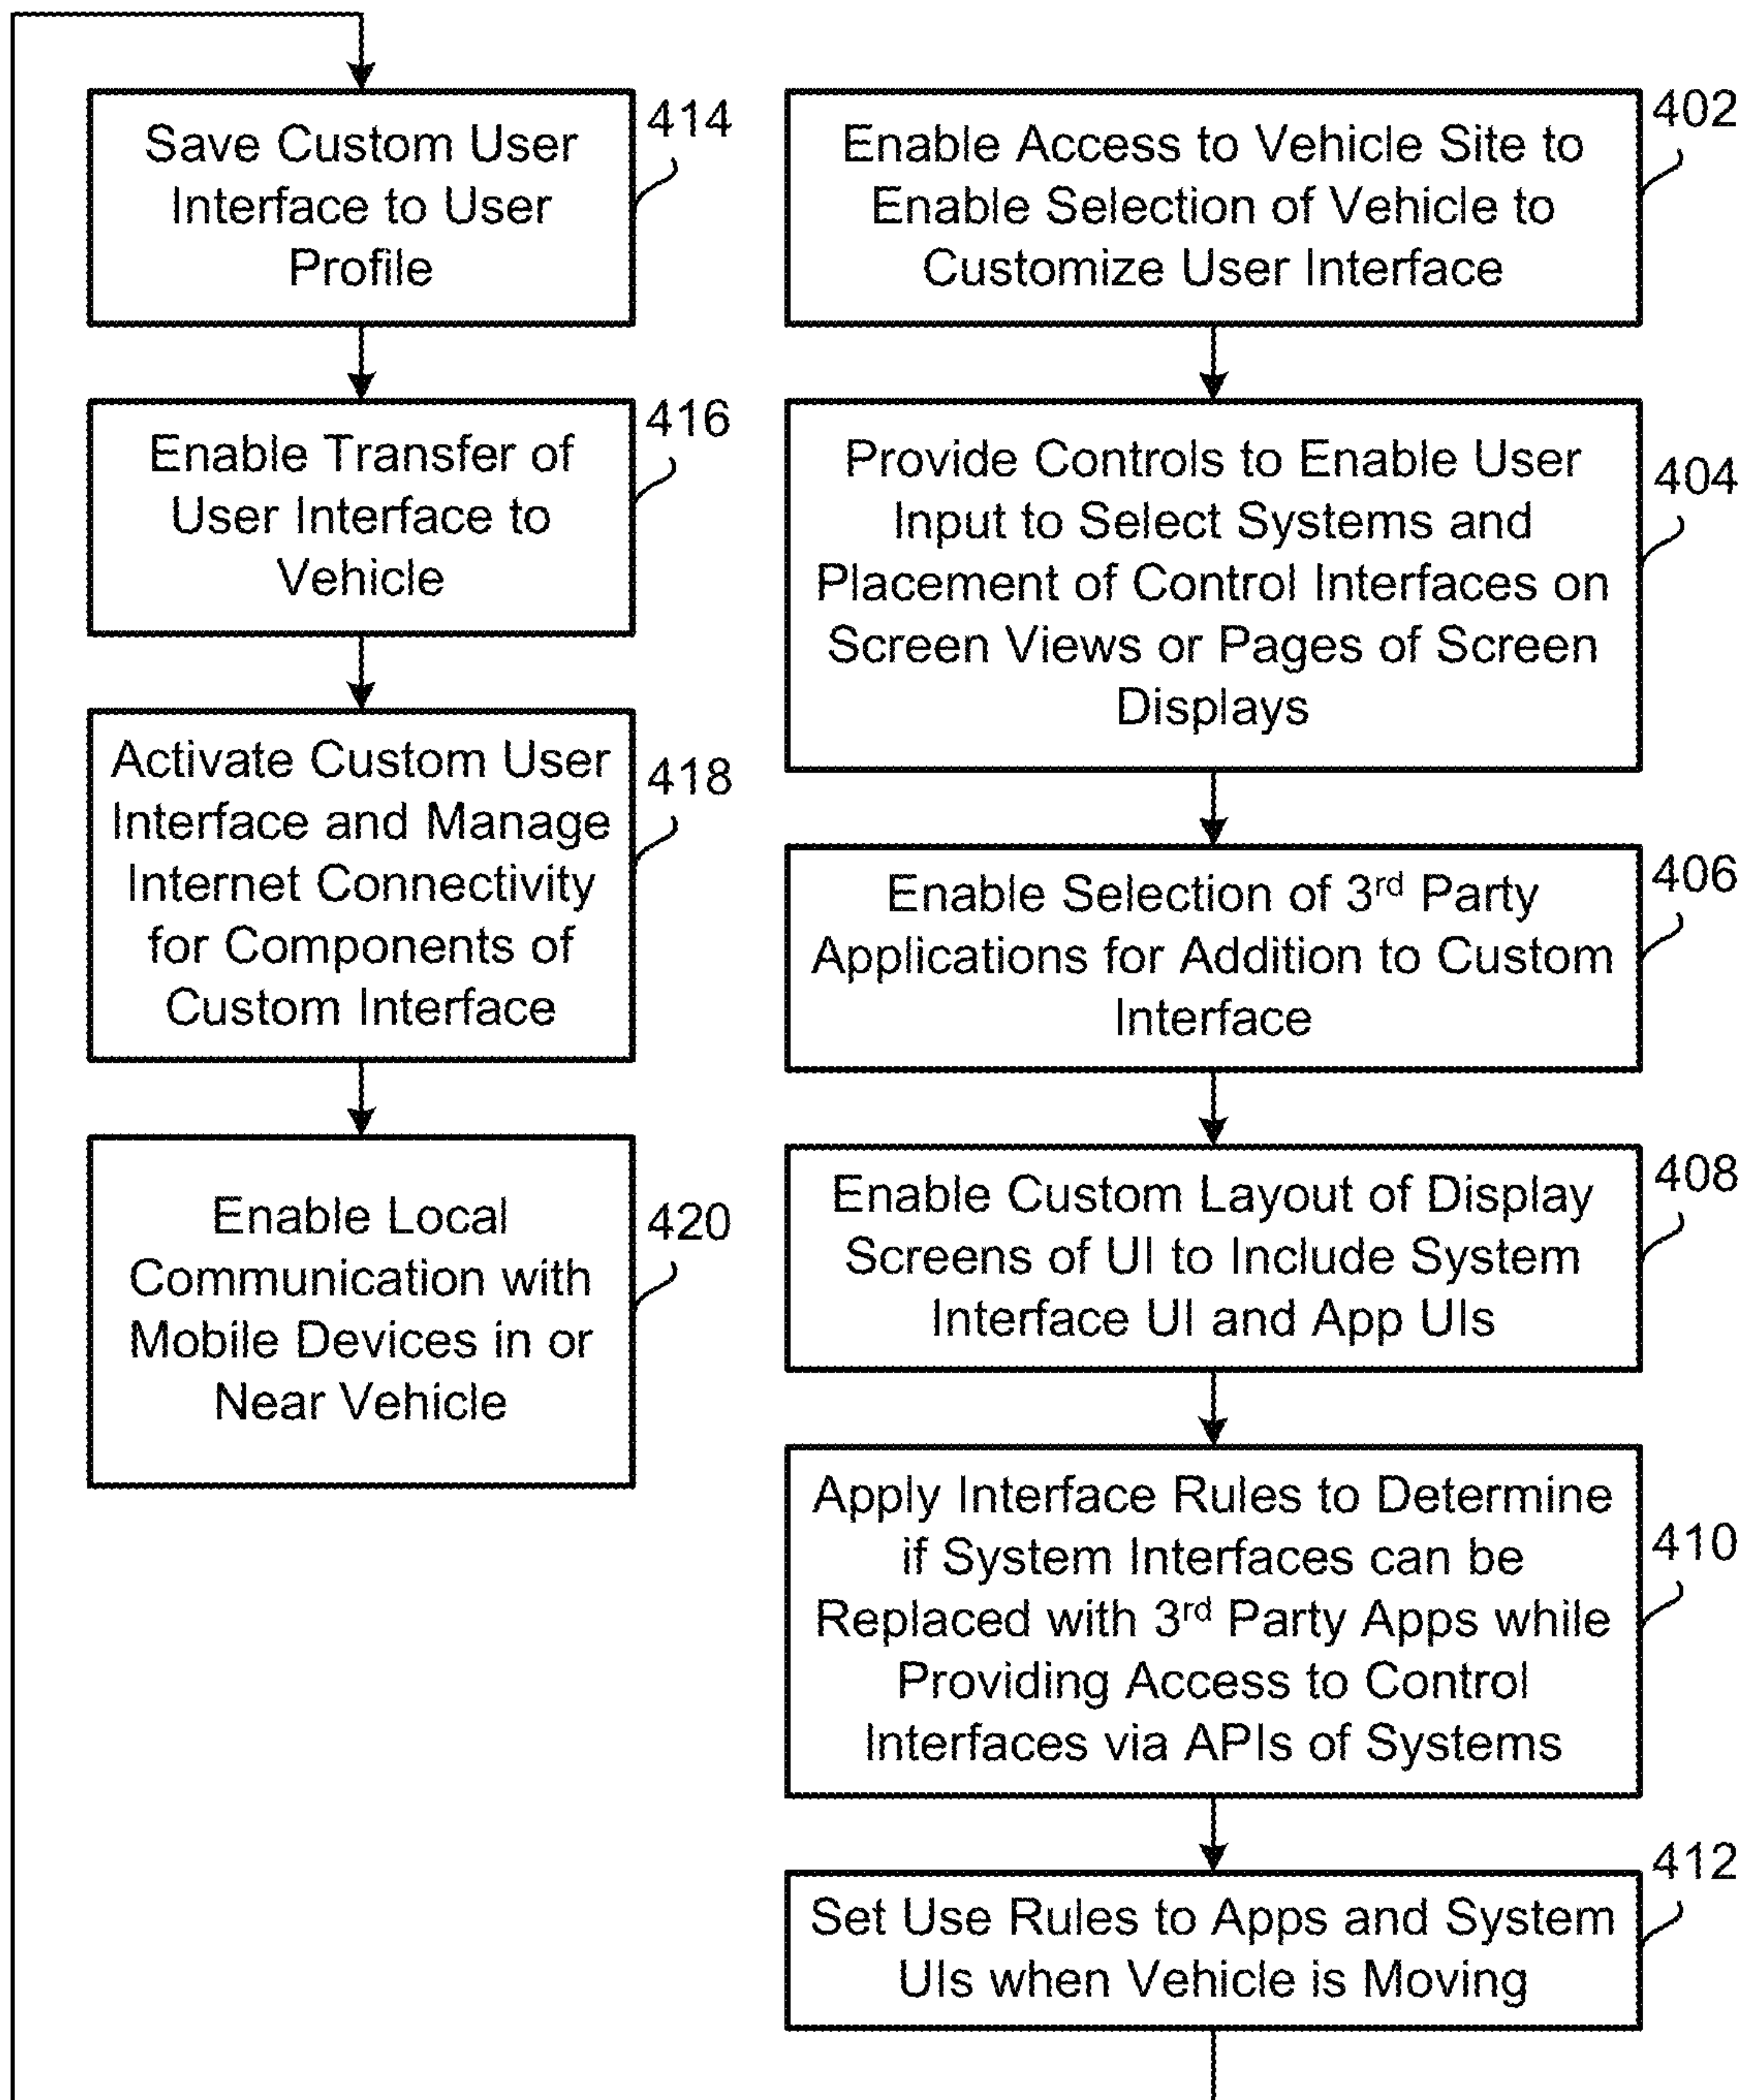 Save Custom User
Interface to User
Profile
414
Enable Transfer of
User Interface to
Vehicle
416
Activate Custom User
Interface and Manage
Internet Connectivity
for Components of
Custom Interface
418
Enable Local
Communication with
Mobile Devices in or
Near Vehicle
420
Enable Access to Vehicle Site to
Enable Selection of Vehicle to
Customize User Interface
402
Provide Controls to Enable User
Input to Select Systems and
Placement of Control Interfaces on
Screen Views or Pages of Screen
Displays
404
Enable Selection of 3rd Party
Applications for Addition to Custom
Interface
406
Enable Custom Layout of Display
Screens of UI to Include System
Interface UI and App UIs
408
Apply Interface Rules to Determine
if System Interfaces can be
Replaced with 3rd Party Apps while
Providing Access to Control
Interfaces via APIs of Systems
410
Set Use Rules to Apps and System
UIs when Vehicle is Moving
412